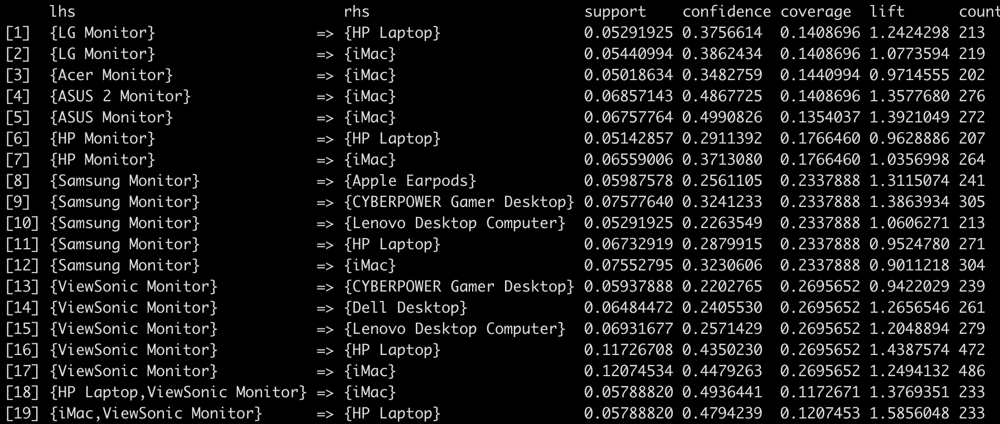 lhs rhs support confidence coverage lift count
[1] {LG Monitor} => {HP Laptop} 0.05291925 0.3756614 0.1408696 1.2424298 213
[2] {LG Monitor} => {iMac} 0.05440994 0.3862434 0.1408696 1.0773594 219
[3] {Acer Monitor} => {iMac} 0.05018634 0.3482759 0.1440994 0.9714555 202
[4] {ASUS 2 Monitor} => {iMac} 0.06857143 0.4867725 0.1408696 1.3577680 276
[5] {ASUS Monitor} => {iMac} 0.06757764 0.4990826 0.1354037 1.3921049 272
[6] {HP Monitor} => {HP Laptop} 0.05142857 0.2911392 0.1766460 0.9628886 207
[7] {HP Monitor} => {iMac} 0.06559006 0.3713080 0.1766460 1.0356998 264
[8] {Samsung Monitor} => {Apple Earpods} 0.05987578 0.2561105 0.2337888 1.3115074 241
[9] {Samsung Monitor} => {CYBERPOWER Gamer Desktop} 0.07577640 0.3241233 0.2337888 1.3863934 305
[10] {Samsung Monitor} => {Lenovo Desktop Computer} 0.05291925 0.2263549 0.2337888 1.0606271 213
[11] {Samsung Monitor} => {HP Laptop} 0.06732919 0.2879915 0.2337888 0.9524780 271
[12] {Samsung Monitor} => {iMac} 0.07552795 0.3230606 0.2337888 0.9011218 304
[13] {ViewSonic Monitor} => {CYBERPOWER Gamer Desktop} 0.05937888 0.2202765 0.2695652 0.9422029 239
[14] {ViewSonic Monitor} => {Dell Desktop} 0.06484472 0.2405530 0.2695652 1.2656546 261
[15] {ViewSonic Monitor} => {Lenovo Desktop Computer} 0.06931677 0.2571429 0.2695652 1.2048894 279
[16] {ViewSonic Monitor} => {HP Laptop} 0.11726708 0.4350230 0.2695652 1.4387574 472
[17] {ViewSonic Monitor} => {iMac} 0.12074534 0.4479263 0.2695652 1.2494132 486
[18] {HP Laptop,ViewSonic Monitor} => {iMac} 0.05788820 0.4936441 0.1172671 1.3769351 233
[19] {iMac,ViewSonic Monitor} => {HP Laptop} 0.05788820 0.4794239 0.1207453 1.5856048 233